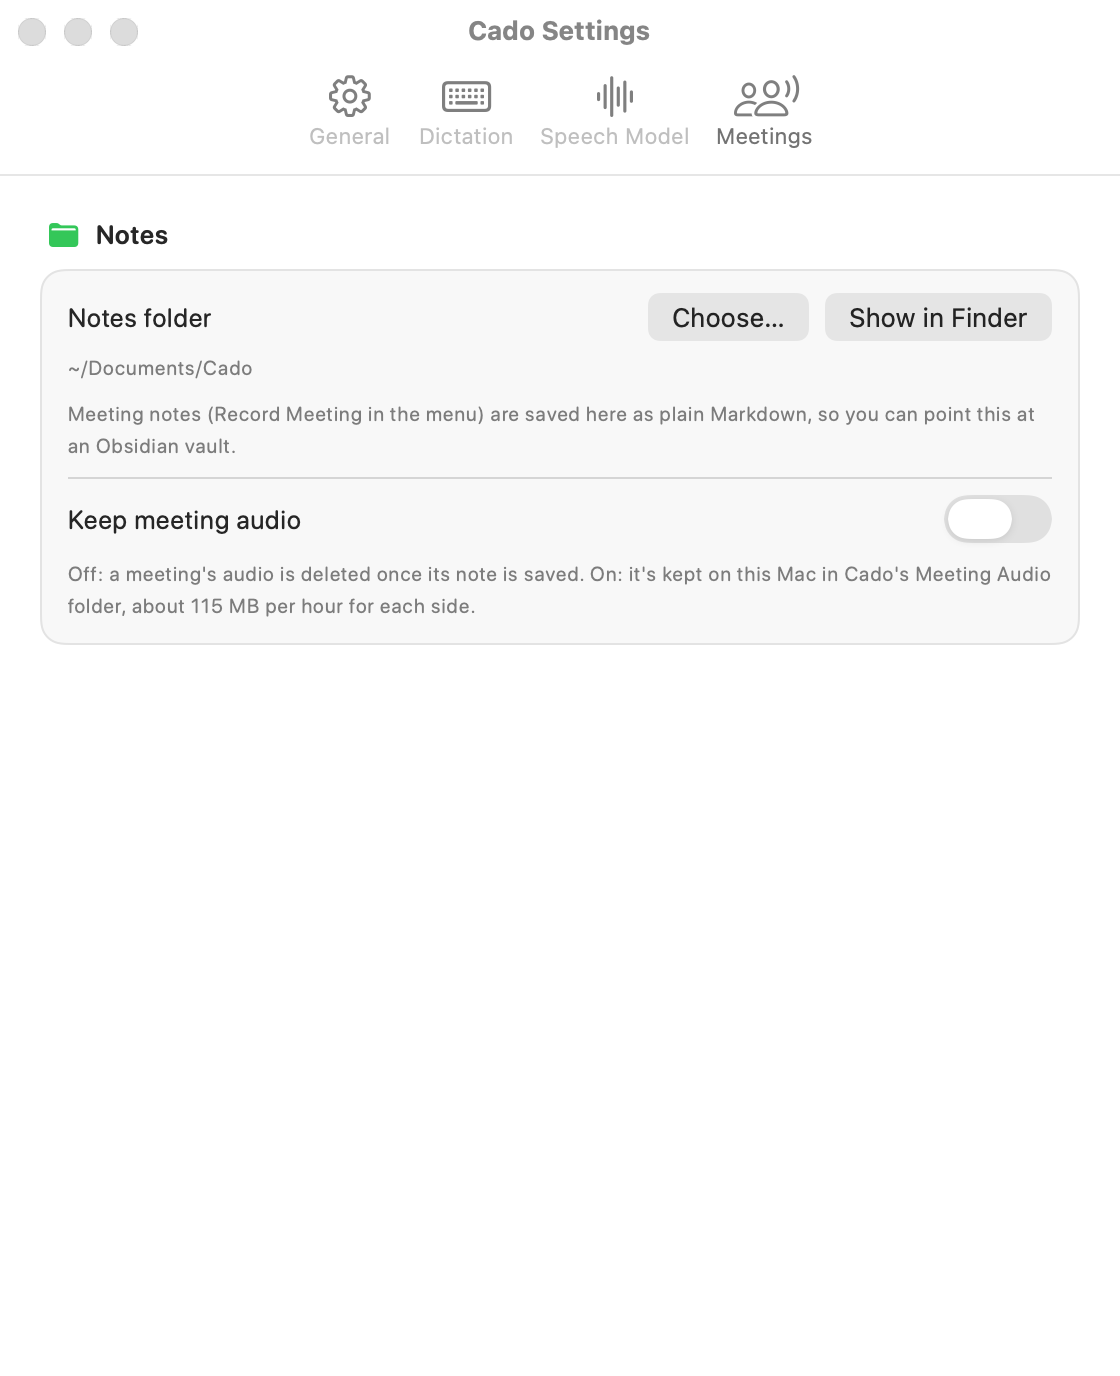 Cado Settings
General
Dictation
Speech Model
Meetings
Notes
Notes folder
Choose...
Show in Finder
~/Documents/Cado
Meeting notes (Record Meeting in the menu) are saved here as plain Markdown, so you can point this at
an Obsidian vault.
Keep meeting audio
Off: a meeting's audio is deleted once its note is saved. On: it's kept on this Mac in Cado's Meeting Audio
folder, about 115 MB per hour for each side.